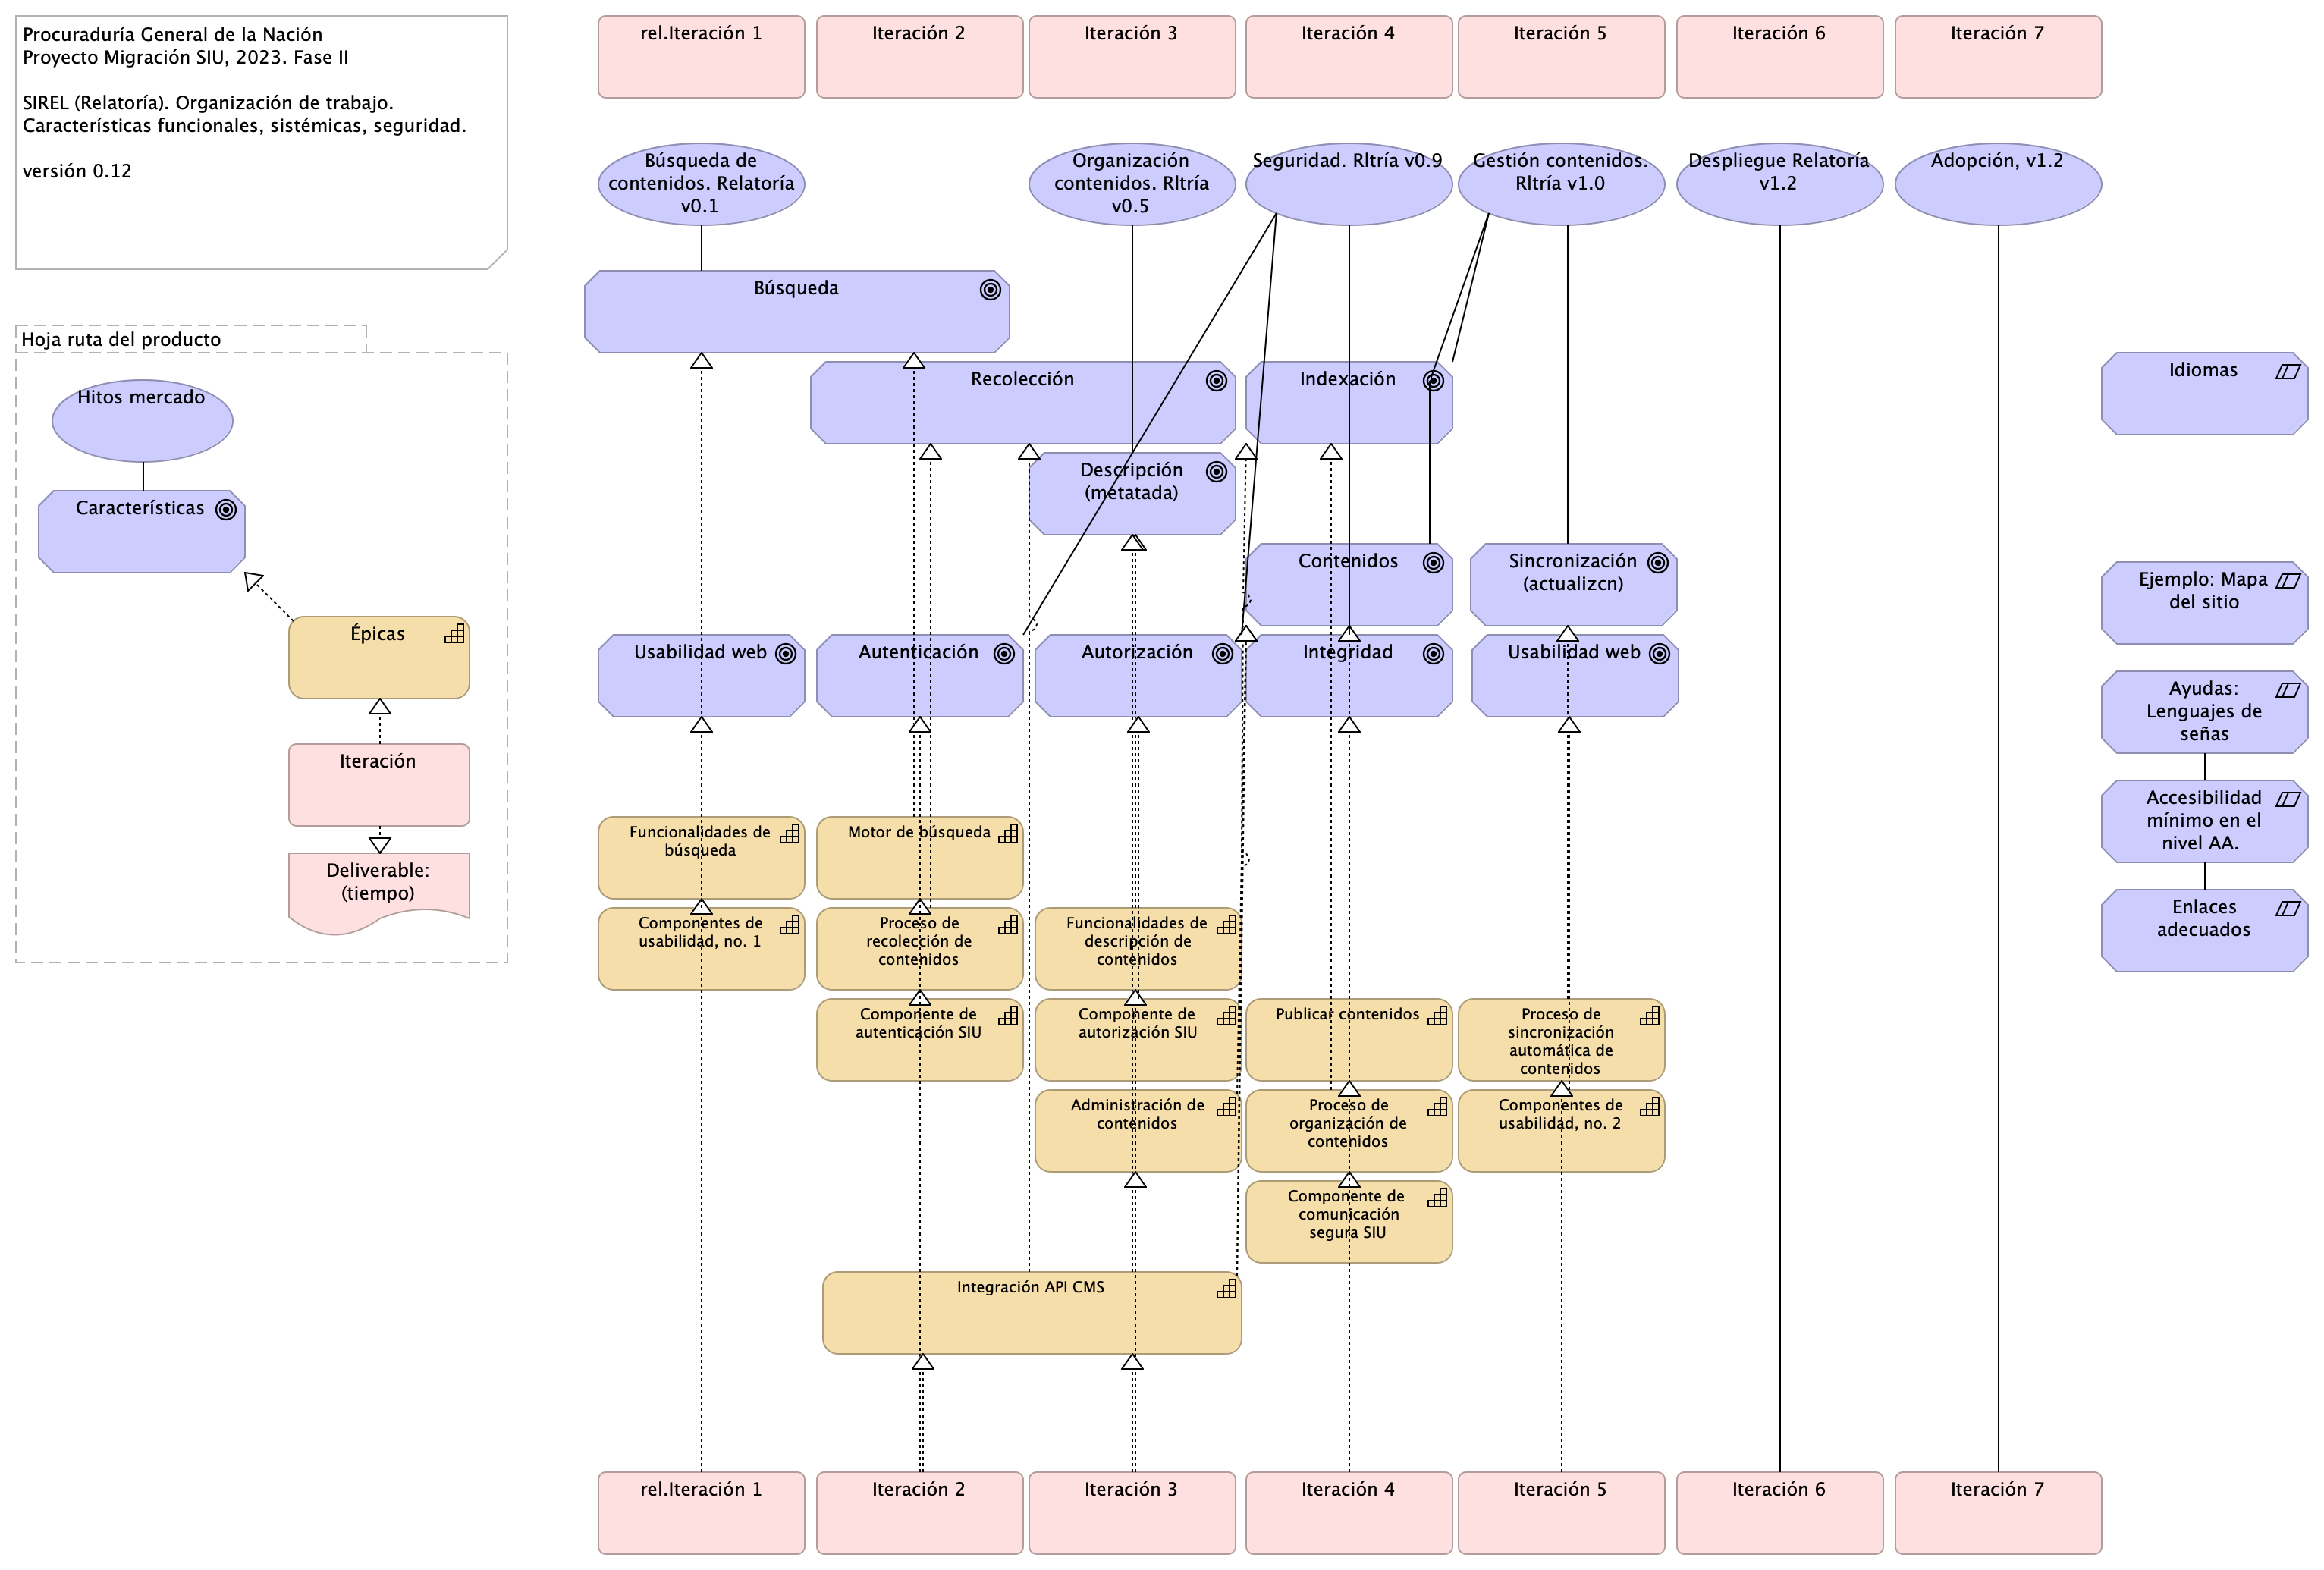 Procuraduría General de la Nación
Proyecto Migración SIU, 2023. Fase II
SIREL (Relatoría). Organización de trabajo.
Características funcionales, sistémicas, seguridad.
versión 0.12
Hoja ruta del producto
Hitos mercado
Características
Épicas
Iteración
Deliverable:
(tiempo)
rel.Iteración 1
Iteración 2
Iteración 3
Iteración 4
Iteración 5
Iteración 6
Iteración 7
Búsqueda de
contenidos. Relatoría
v0.1
Organización
contenidos. Rltría
v0.5
Seguridad. Rltría v0.9
Gestión contenidos.
Rltría v1.0
Despliegue Relatoría
v1.2
Adopción, v1.2
Búsqueda
Recolección
Indexación
Descripción
(metatada)
Contenidos
Sincronización
(actualizcn)
Usabilidad web
Autenticación
Autorización
Integridad
Usabilidad web
Funcionalidades de
búsqueda
Motor de búsqueda
Componentes de
usabilidad, no. 1
Proceso de
recolección de
contenidos
Funcionalidades de
descripción de
contenidos
Componente de
autenticación SIU
Componente de
autorización SIU
Publicar contenidos
Proceso de
sincronización
automática de
contenidos
Administración de
contenidos
Proceso de
organización de
contenidos
Componentes de
usabilidad, no. 2
Componente de
comunicación
segura SIU
Integración API CMS
rel.Iteración 1
Iteración 2
Iteración 3
Iteración 4
Iteración 5
Iteración 6
Iteración 7
Idiomas
Ejemplo: Mapa
del sitio
Ayudas:
Lenguajes de
señas
Accesibilidad
mínimo en el
nivel AA.
Enlaces
adecuados